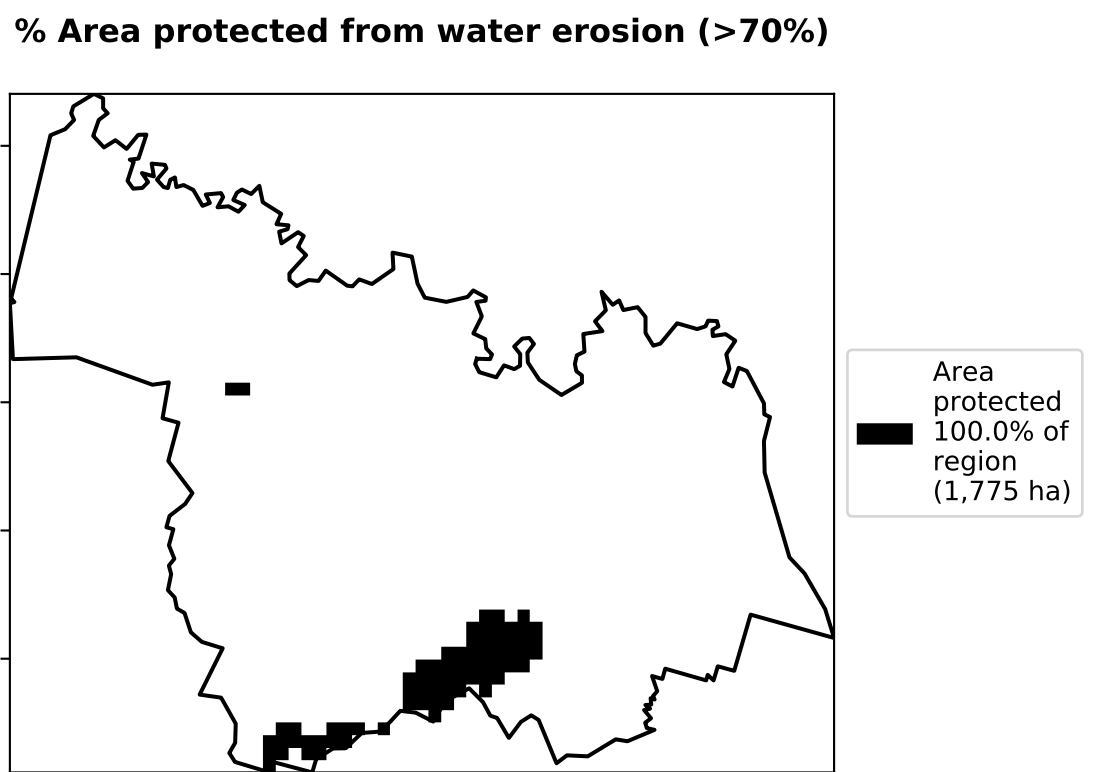 % Area protected from water erosion (>70%)
Area
protected
100.0% of
region
(1,775 ha)